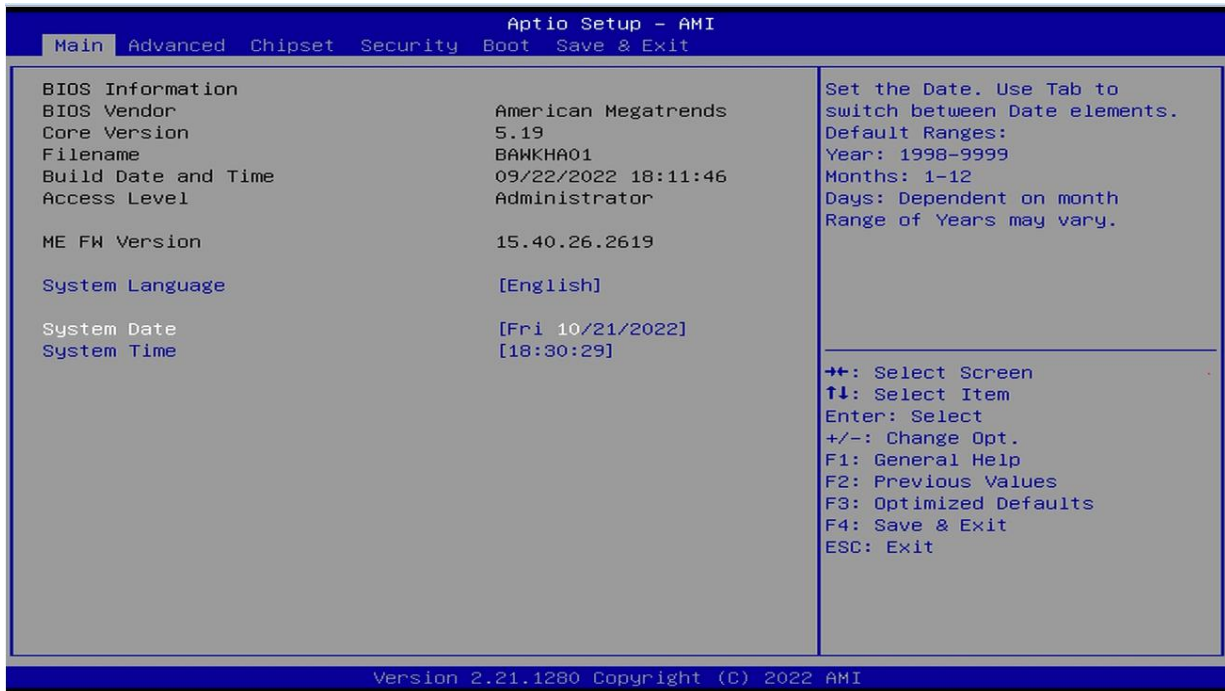 Aptio Setup – AMI
Main Advanced Chipset Security Boot Save & Exit
BIOS Information
BIOS Vendor American Megatrends
Core Version 5.19
Filename BAWKHA01
Build Date and Time 09/22/2022 18:11:46
Access Level Administrator
ME FW Version 15.40.26.2619
System Language [English]
System Date [Fri 10/21/2022]
System Time [18:30:29]
Set the Date. Use Tab to
switch between Date elements.
Default Ranges:
Year: 1998-9999
Months: 1-12
Days: Dependent on month
Range of Years may vary.
→←: Select Screen
↑↓: Select Item
Enter: Select
+/-: Change Opt.
F1: General Help
F2: Previous Values
F3: Optimized Defaults
F4: Save & Exit
ESC: Exit
Version 2.21.1280 Copyright (C) 2022 AMI